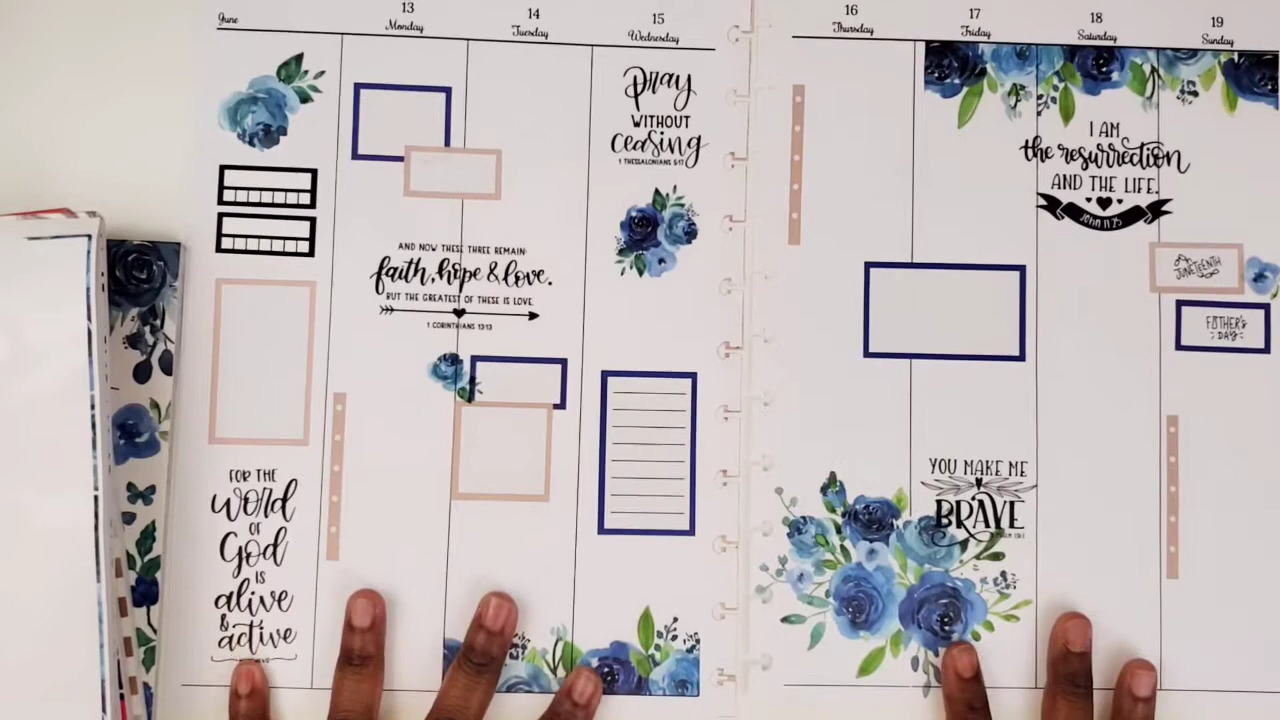 June
13
Monday
14
Tuesday
15
Wednesday
16
Thursday
17
Friday
18
Saturday
19
Sunday
FOR THE
word
OF
God
IS
alive
&
active
AND NOW THESE THREE REMAIN:
faith, hope & love.
BUT THE GREATEST OF THESE IS LOVE.
1 CORINTHIANS 13:13
Pray
WITHOUT
ceasing
1 THESSALONIANS 5:17
YOU MAKE ME
BRAVE
I AM
the resurrection
AND THE LIFE.
John 11:25
JUNETEENTH
FATHER'S
DAY